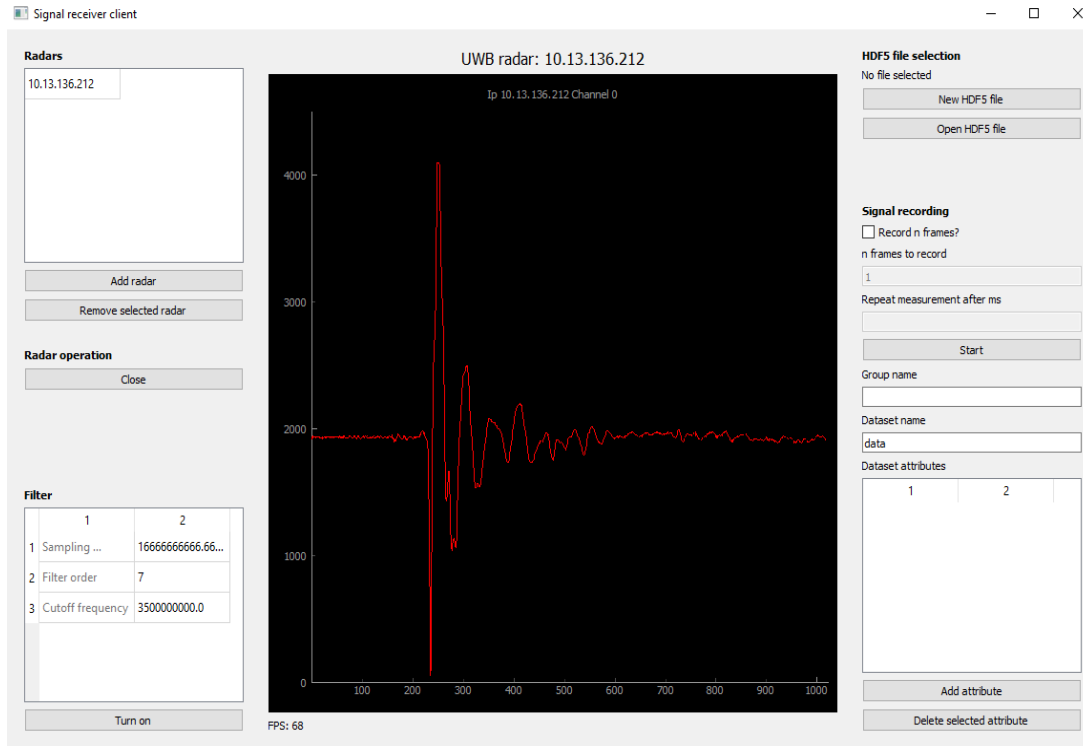 Signal receiver client
Radars
10.13.136.212
Add radar
Remove selected radar
Radar operation
Close
Filter
1 2
1 Sampling ... 16666666666.66...
2 Filter order 7
3 Cutoff frequency 3500000000.0
Turn on
UWB radar: 10.13.136.212
Ip 10.13.136.212 Channel 0
4000
3000
2000
1000
0
100 200 300 400 500 600 700 800 900 1000
FPS: 68
HDF5 file selection
No file selected
New HDF5 file
Open HDF5 file
Signal recording
Record n frames?
n frames to record
1
Repeat measurement after ms
Start
Group name
Dataset name
data
Dataset attributes
1 2
Add attribute
Delete selected attribute